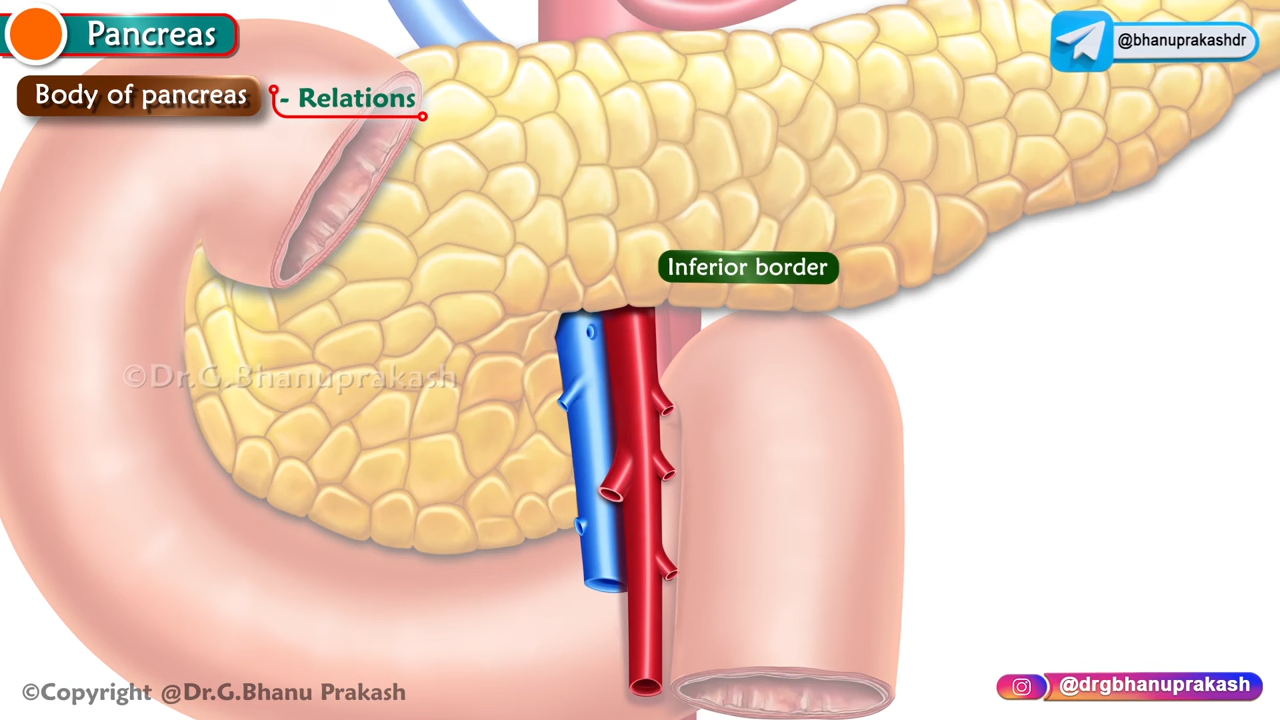 Pancreas
@bhanuprakashdr
Body of pancreas
- Relations
Inferior border
©Dr.G.Bhanuprakash
©Copyright @Dr.G.Bhanu Prakash
@drgbhanuprakash